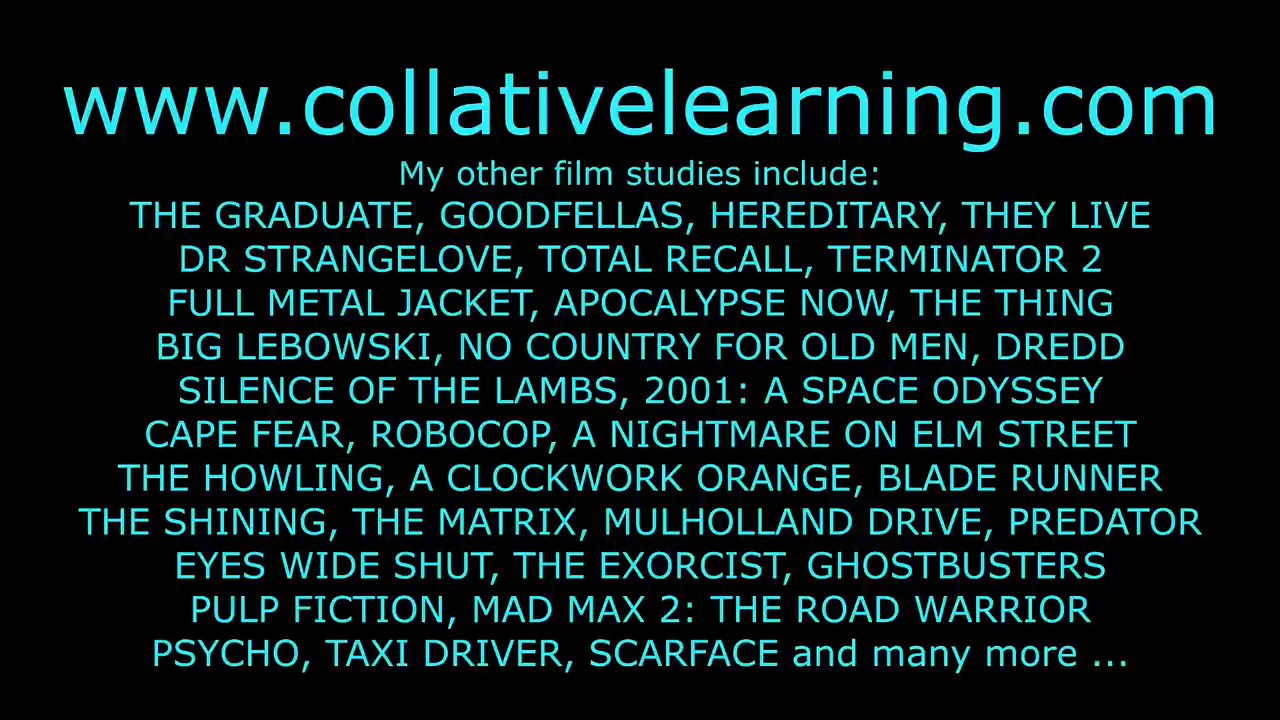 www.collativelearning.com
My other film studies include:
THE GRADUATE, GOODFELLAS, HEREDITARY, THEY LIVE
DR STRANGELOVE, TOTAL RECALL, TERMINATOR 2
FULL METAL JACKET, APOCALYPSE NOW, THE THING
BIG LEBOWSKI, NO COUNTRY FOR OLD MEN, DREDD
SILENCE OF THE LAMBS, 2001: A SPACE ODYSSEY
CAPE FEAR, ROBOCOP, A NIGHTMARE ON ELM STREET
THE HOWLING, A CLOCKWORK ORANGE, BLADE RUNNER
THE SHINING, THE MATRIX, MULHOLLAND DRIVE, PREDATOR
EYES WIDE SHUT, THE EXORCIST, GHOSTBUSTERS
PULP FICTION, MAD MAX 2: THE ROAD WARRIOR
PSYCHO, TAXI DRIVER, SCARFACE and many more ...